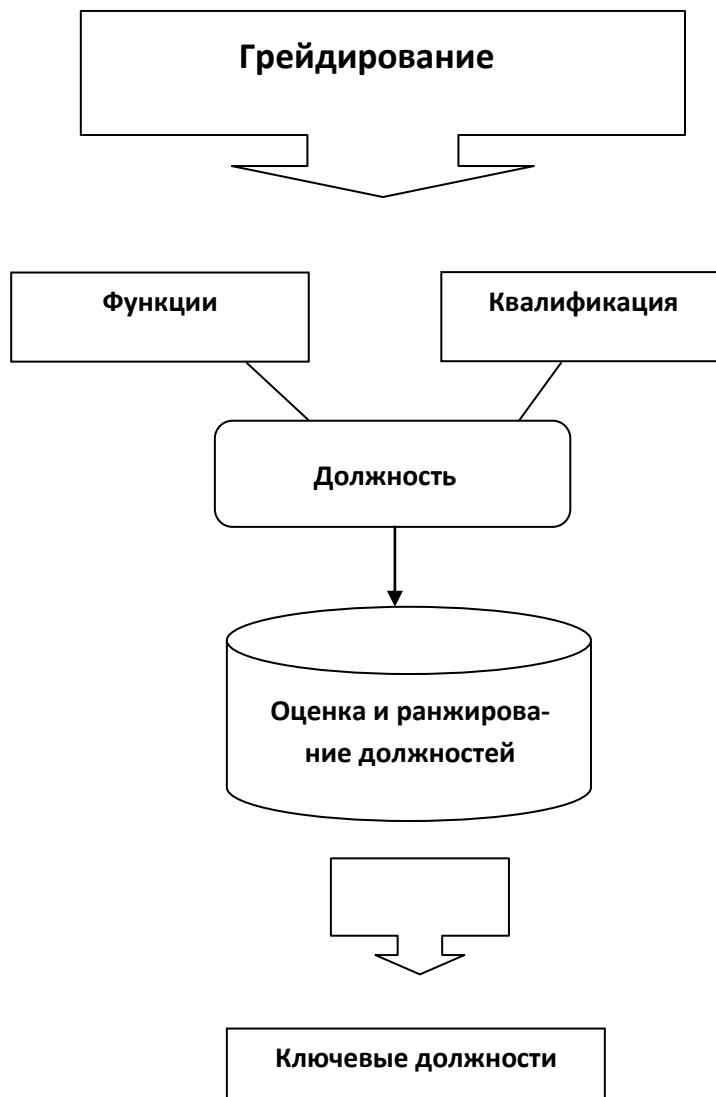 Грейдирование
Функции
Квалификация
Должность
Оценка и ранжирова-
ние должностей
Ключевые должности